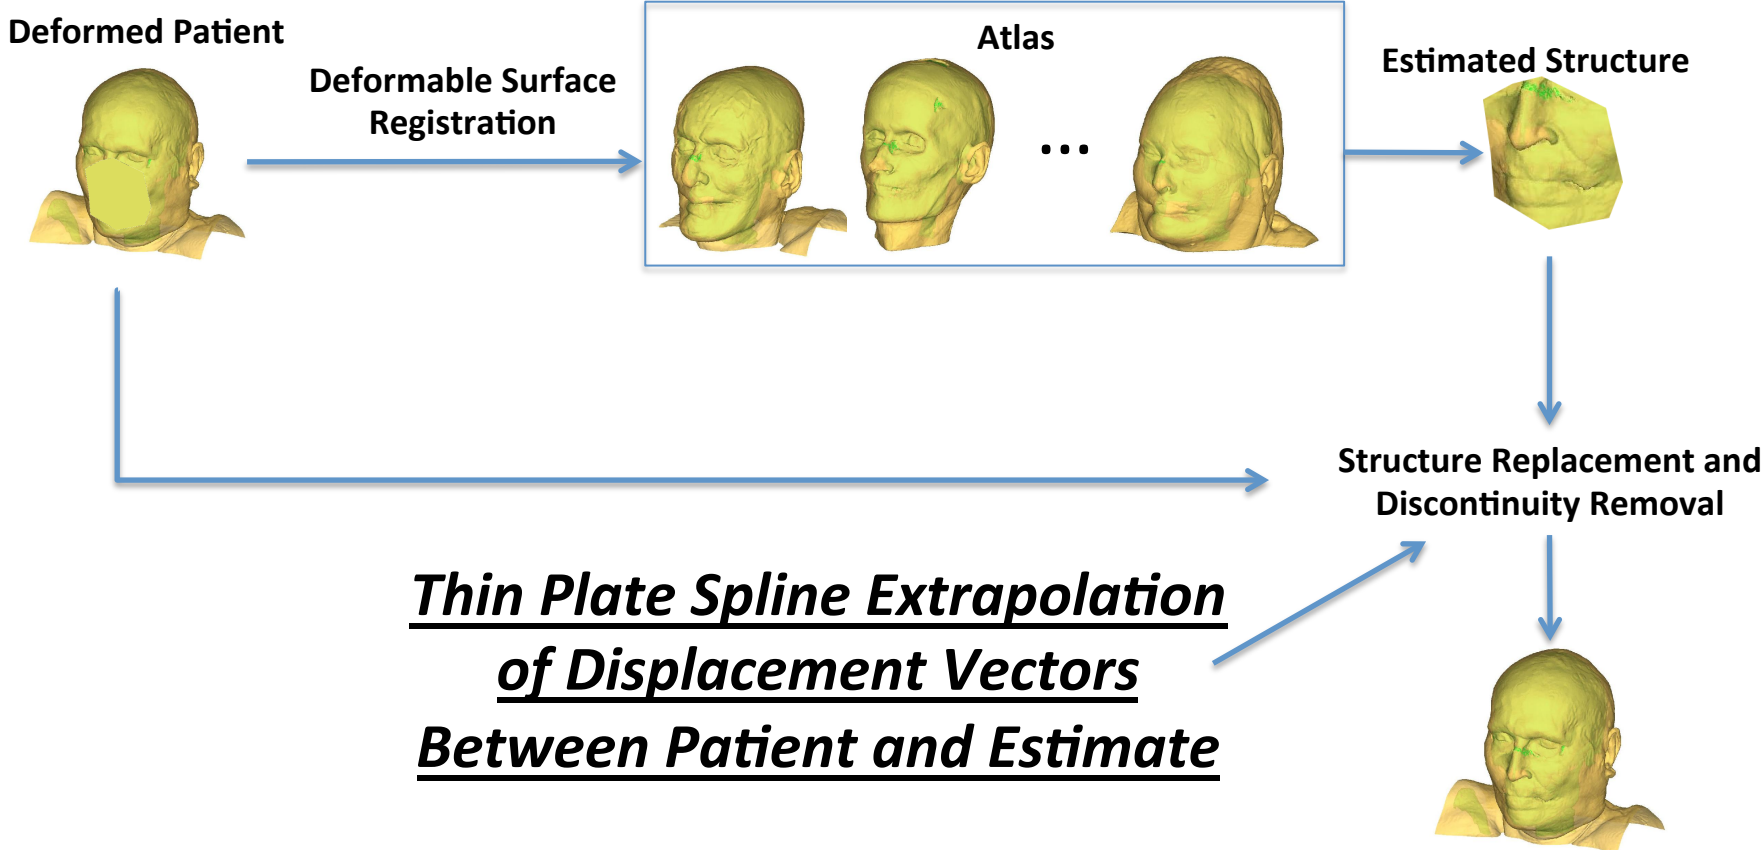 Deformed Patient
Deformable Surface
Registration
Atlas
...
Estimated Structure
Structure Replacement and
Discontinuity Removal
Thin Plate Spline Extrapolation
of Displacement Vectors
Between Patient and Estimate